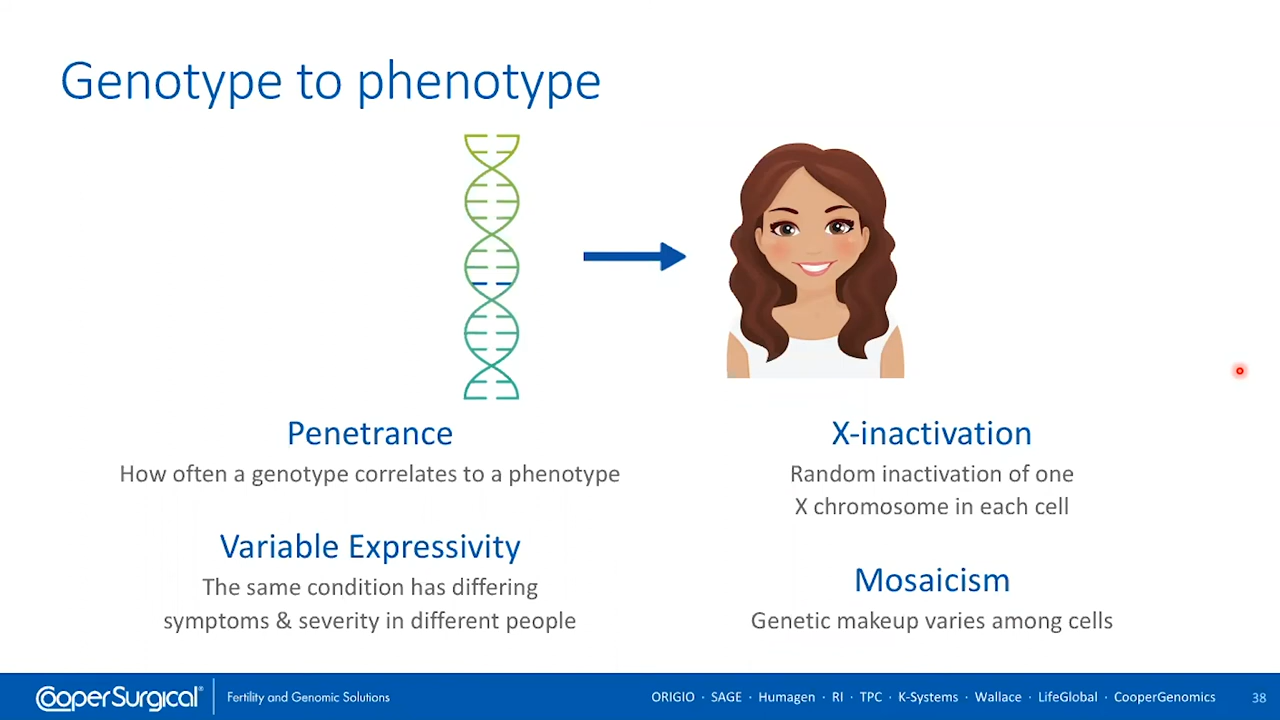 Genotype to phenotype
Penetrance
How often a genotype correlates to a phenotype
Variable Expressivity
The same condition has differing
symptoms & severity in different people
X-inactivation
Random inactivation of one
X chromosome in each cell
Mosaicism
Genetic makeup varies among cells
CooperSurgical®
Fertility and Genomic Solutions
ORIGIO · SAGE · Humagen · RI · TPC · K-Systems · Wallace · LifeGlobal · CooperGenomics
38